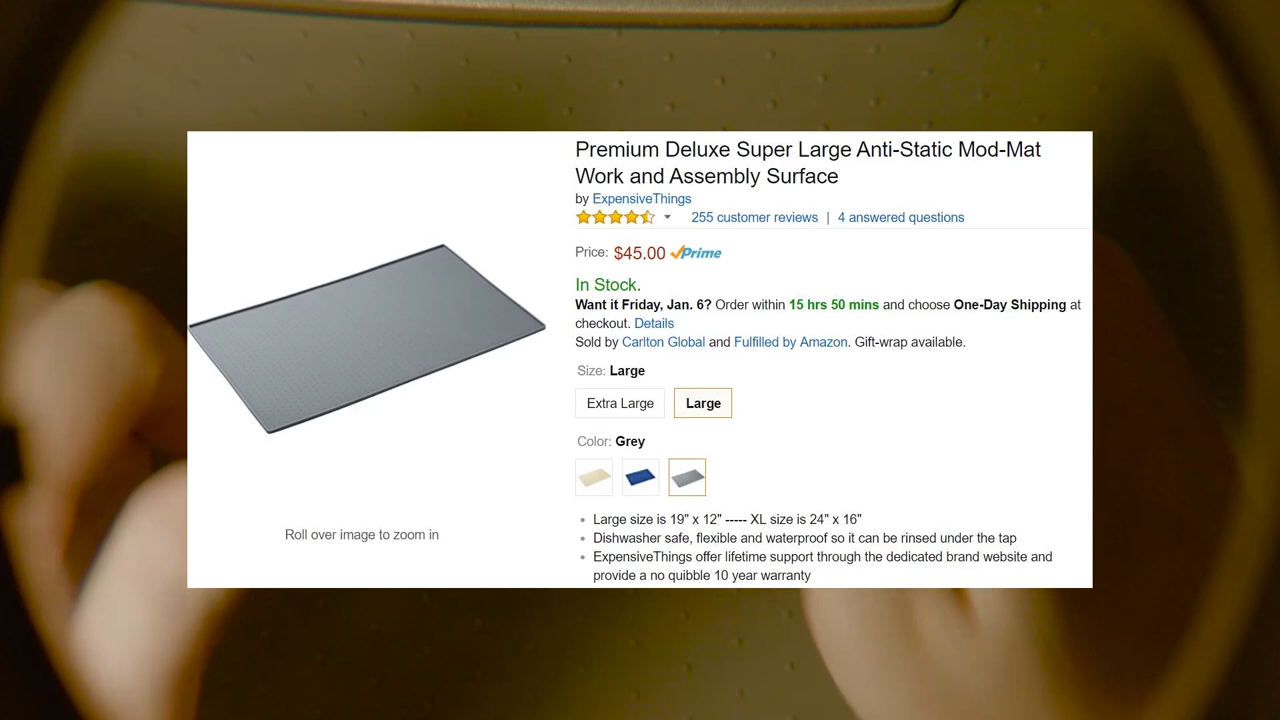 Premium Deluxe Super Large Anti-Static Mod-Mat
Work and Assembly Surface
by ExpensiveThings
255 customer reviews | 4 answered questions
Price: $45.00 Prime
In Stock.
Want it Friday, Jan. 6? Order within 15 hrs 50 mins and choose One-Day Shipping at
checkout. Details
Sold by Carlton Global and Fulfilled by Amazon. Gift-wrap available.
Size: Large
Extra Large Large
Color: Grey
Roll over image to zoom in
• Large size is 19" x 12" ----- XL size is 24" x 16"
• Dishwasher safe, flexible and waterproof so it can be rinsed under the tap
• ExpensiveThings offer lifetime support through the dedicated brand website and
provide a no quibble 10 year warranty